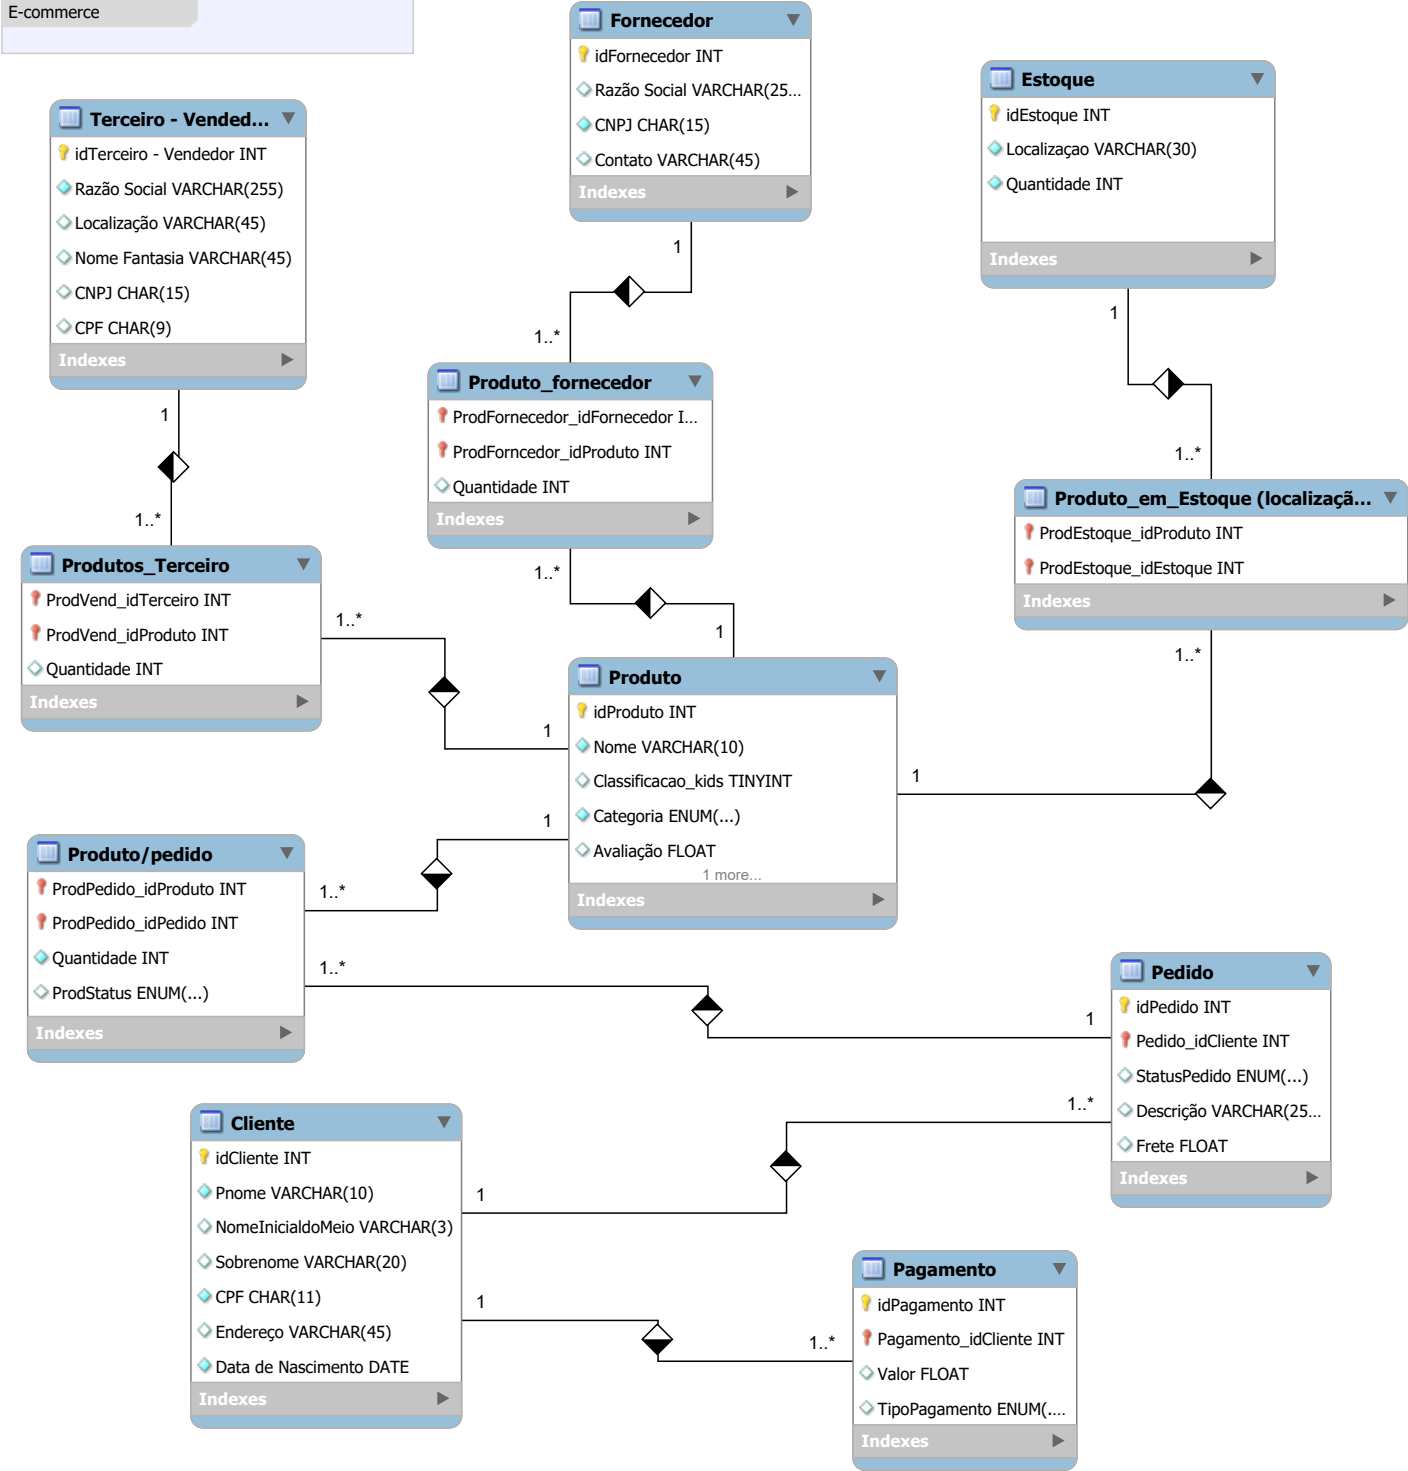 E-commerce
Fornecedor
idFornecedor INT
Razão Social VARCHAR(25...
CNPJ CHAR(15)
Contato VARCHAR(45)
Indexes
Estoque
idEstoque INT
Localizaçao VARCHAR(30)
Quantidade INT
Indexes
Terceiro - Vended...
idTerceiro - Vendedor INT
Razão Social VARCHAR(255)
Localização VARCHAR(45)
Nome Fantasia VARCHAR(45)
CNPJ CHAR(15)
CPF CHAR(9)
Indexes
1
1..*
1
1..*
1
1..*
Produto_fornecedor
ProdFornecedor_idFornecedor I...
ProdForncedor_idProduto INT
Quantidade INT
Indexes
Produto_em_Estoque (localizaçã...
ProdEstoque_idProduto INT
ProdEstoque_idEstoque INT
Indexes
Produtos_Terceiro
ProdVend_idTerceiro INT
ProdVend_idProduto INT
Quantidade INT
Indexes
1..*
1
1..*
1
1..*
1
Produto
idProduto INT
Nome VARCHAR(10)
Classificacao_kids TINYINT
Categoria ENUM(...)
Avaliação FLOAT
1 more...
Indexes
Produto/pedido
ProdPedido_idProduto INT
ProdPedido_idPedido INT
Quantidade INT
ProdStatus ENUM(...)
Indexes
1
1..*
1..*
1
Pedido
idPedido INT
Pedido_idCliente INT
StatusPedido ENUM(...)
Descrição VARCHAR(25...
Frete FLOAT
Indexes
Cliente
idCliente INT
Pnome VARCHAR(10)
NomeInicialdoMeio VARCHAR(3)
Sobrenome VARCHAR(20)
CPF CHAR(11)
Endereço VARCHAR(45)
Data de Nascimento DATE
Indexes
1..*
1
1
1..*
Pagamento
idPagamento INT
Pagamento_idCliente INT
Valor FLOAT
TipoPagamento ENUM(....
Indexes